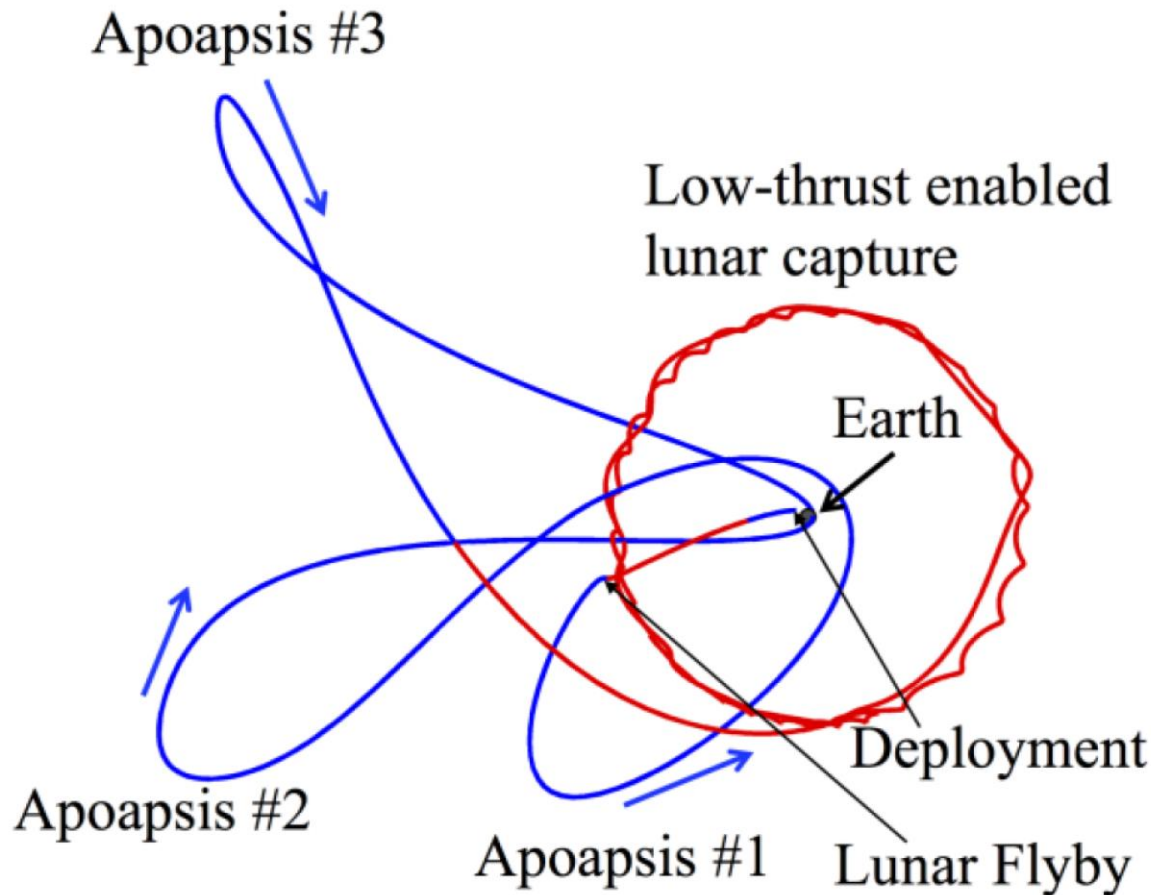 Apoapsis #3
Low-thrust enabled
lunar capture
Earth
Deployment
Apoapsis #2
Apoapsis #1
Lunar Flyby